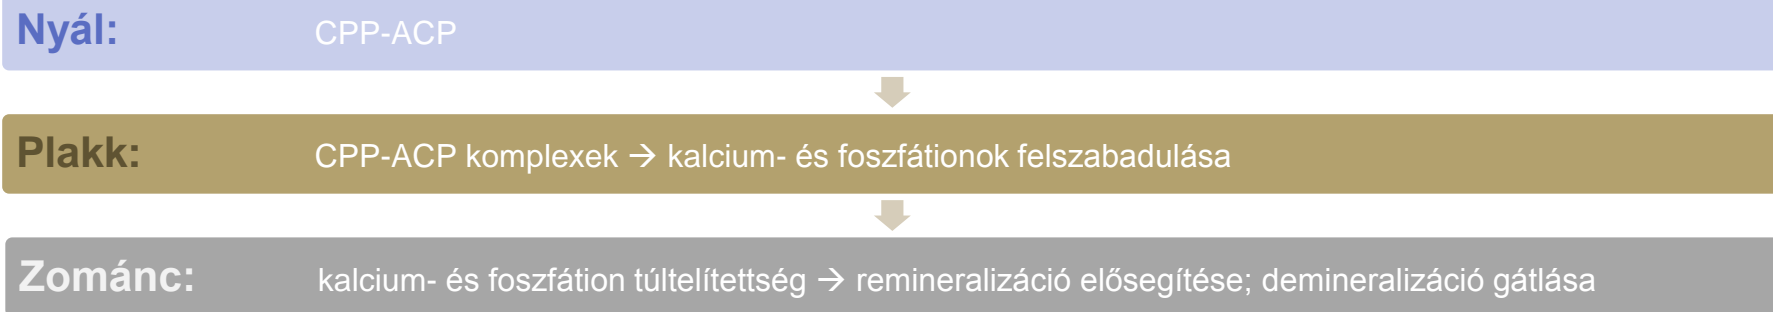 Nyál: CPP-ACP
Plakk: CPP-ACP komplexek → kalcium- és foszfátionok felszabadulása
Zománc: kalcium- és foszfátion túltelítettség → remineralizáció elősegítése; demineralizáció gátlása